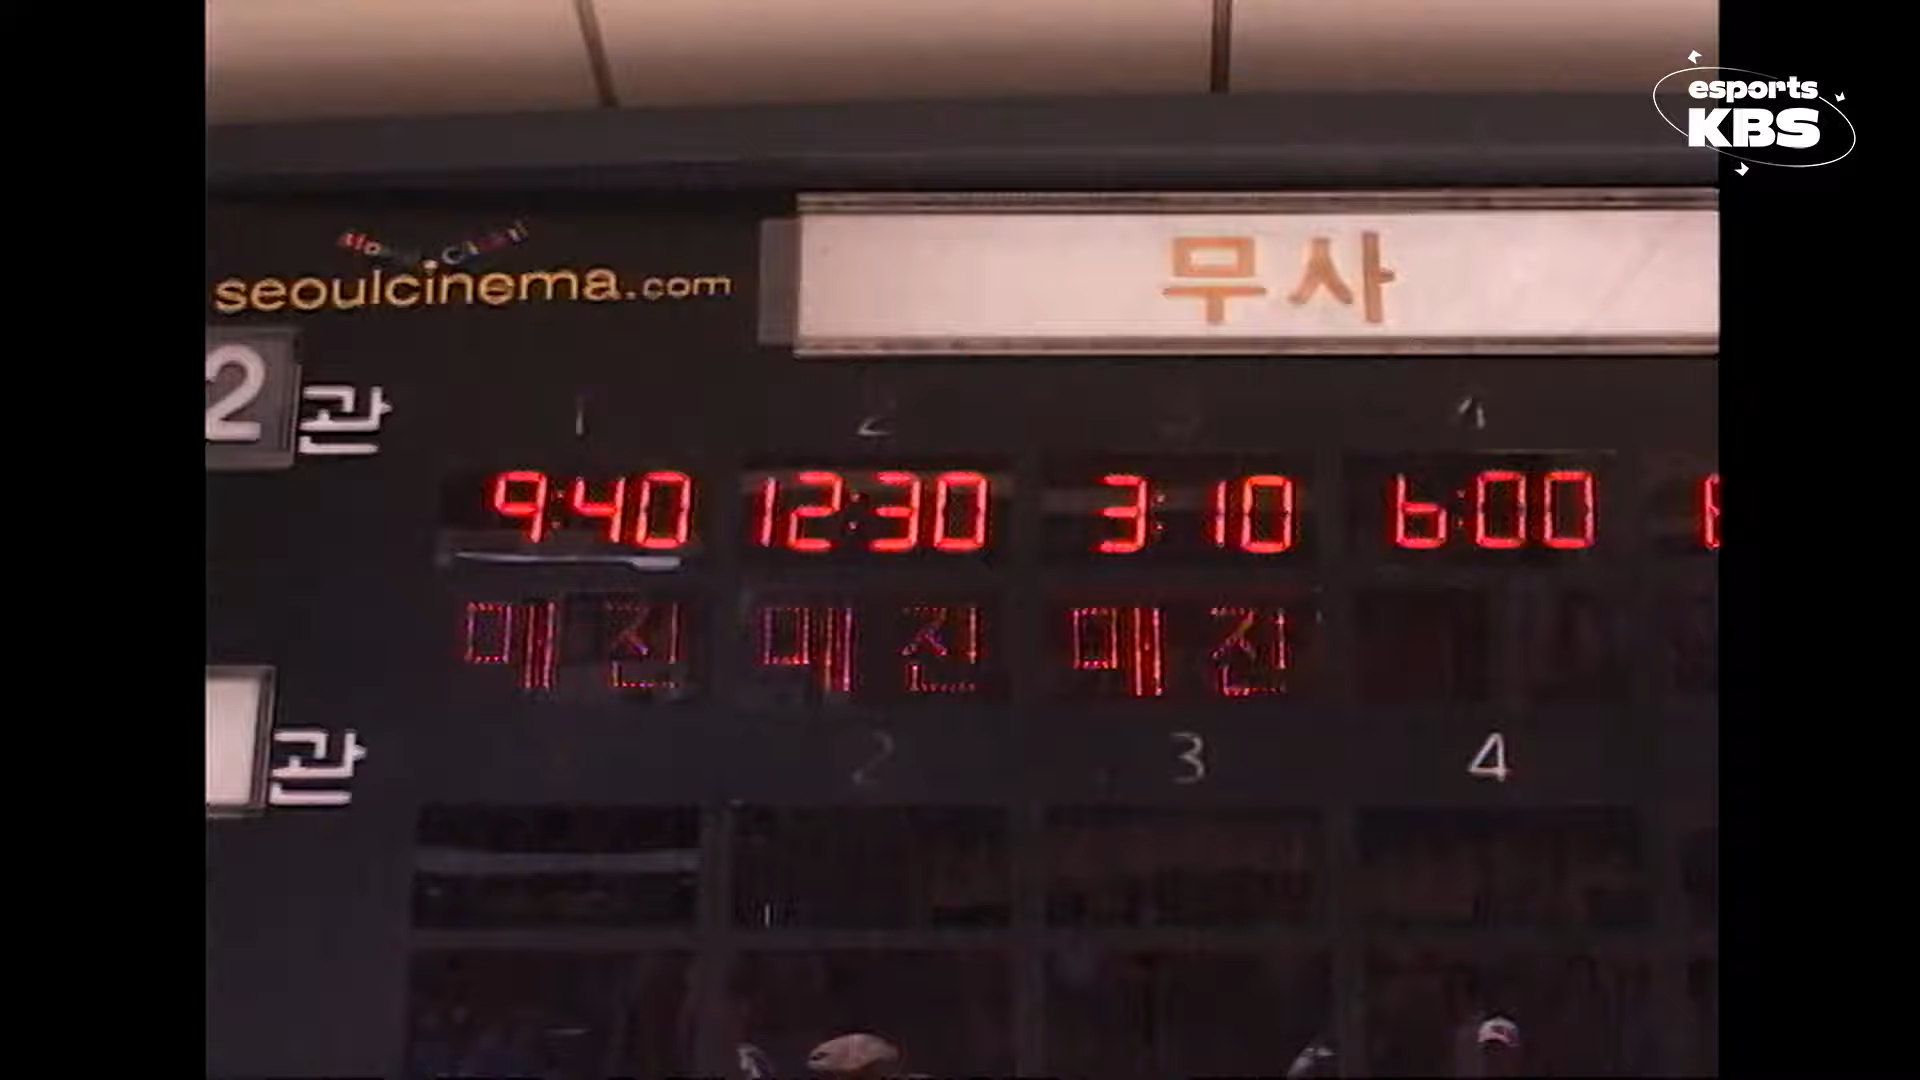 esports
KBS
seoulcinema.com
무사
2관
1 2 3 4
9:40 12:30 3:10 6:00
매진 매진 매진
관
2 3 4